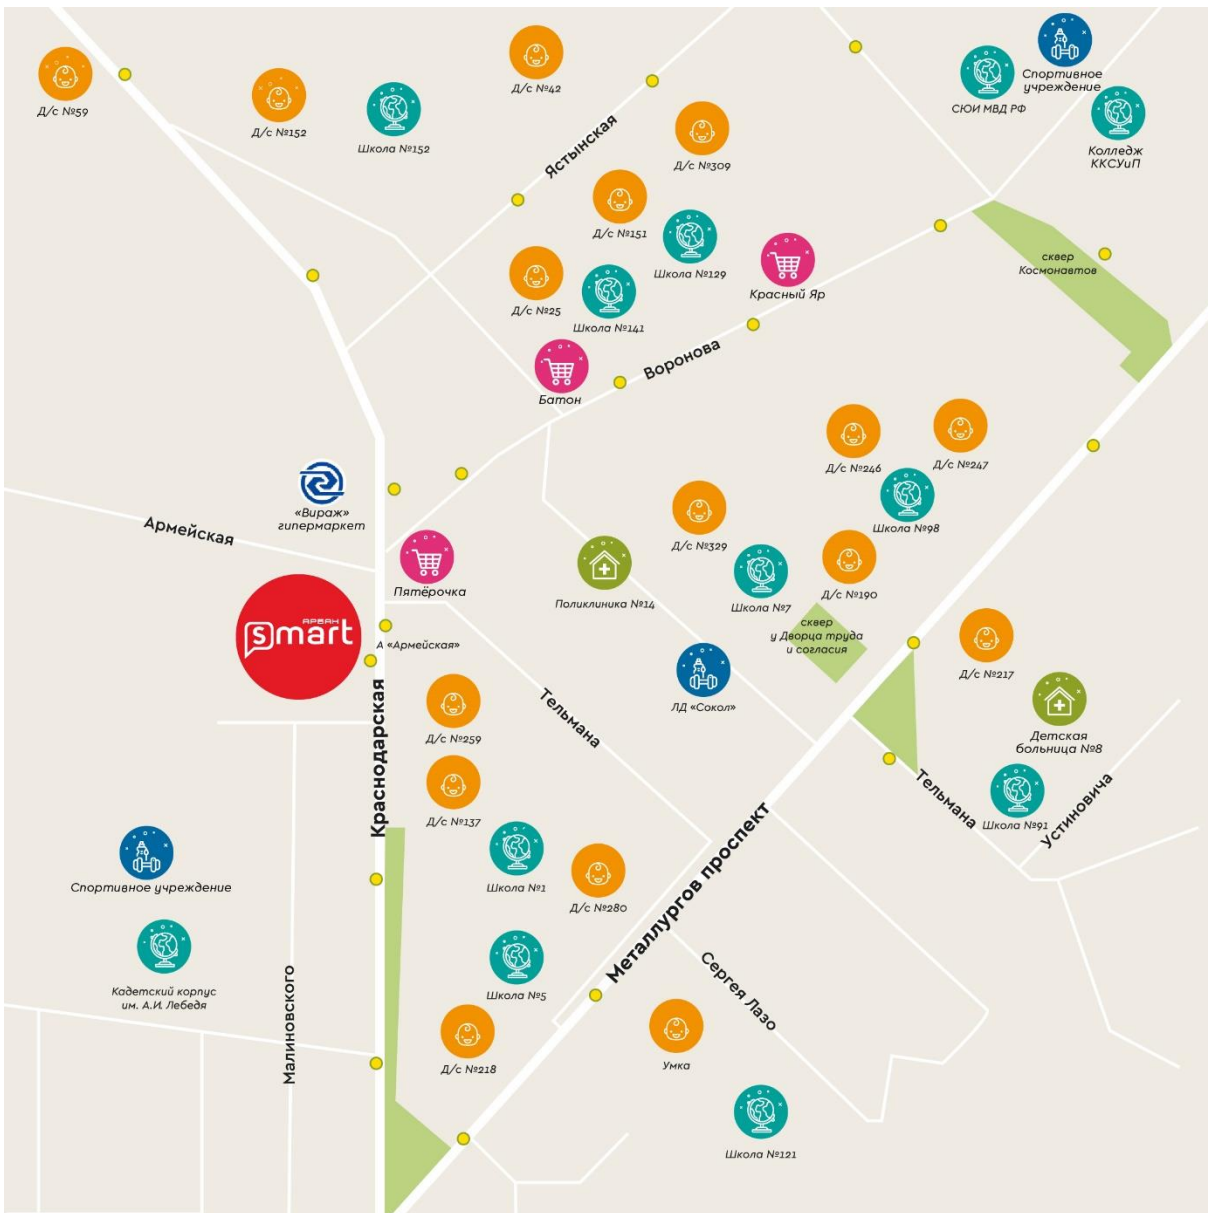 Спортивное
учреждение
СЮИ МВД РФ
Колледж
ККСУиП
Д/с №59
Д/с №152
Школа №152
Д/с №42
Ястынская
Д/с №309
Д/с №151
Школа №129
Красный Яр
сквер
Космонавтов
Д/с №25
Школа №141
Батон
Воронова
Д/с №246
Д/с №247
Школа №98
«Вираж»
гипермаркет
Армейская
Пятёрочка
Д/с №329
Поликлиника №14
Школа №7
Д/с №190
сквер
у Дворца труда
и согласия
АРБАН
smart
А «Армейская»
Д/с №217
ЛД «Сокол»
Тельмана
Краснодарская
Д/с №259
Детская
больница №8
Тельмана
Устиновича
Школа №91
Д/с №137
Металлургов проспект
Спортивное учреждение
Школа №1
Д/с №280
Кадетский корпус
им. А.И. Лебедя
Малиновского
Школа №5
Сергея Лазо
Д/с №218
Умка
Школа №121